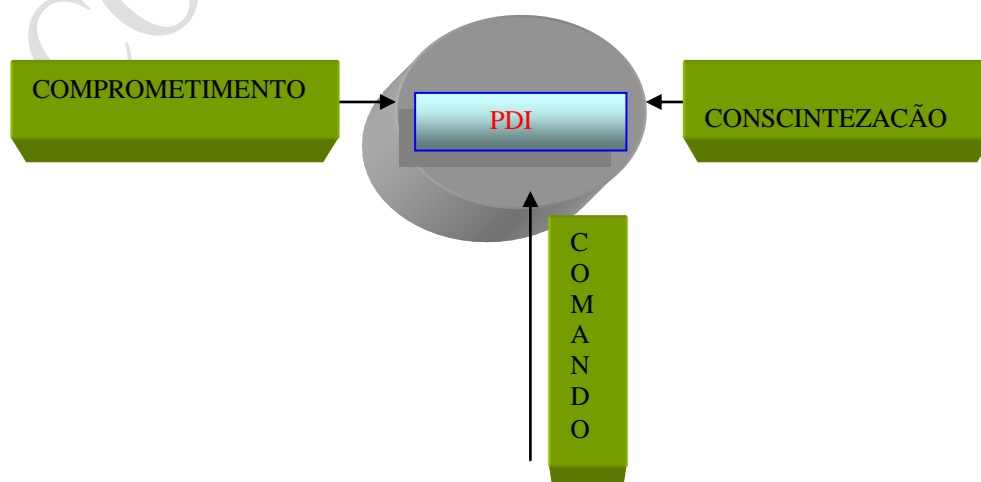 COMPROMETIMENTO
PDI
CONSCINTEZACÃO
C
O
M
A
N
D
O